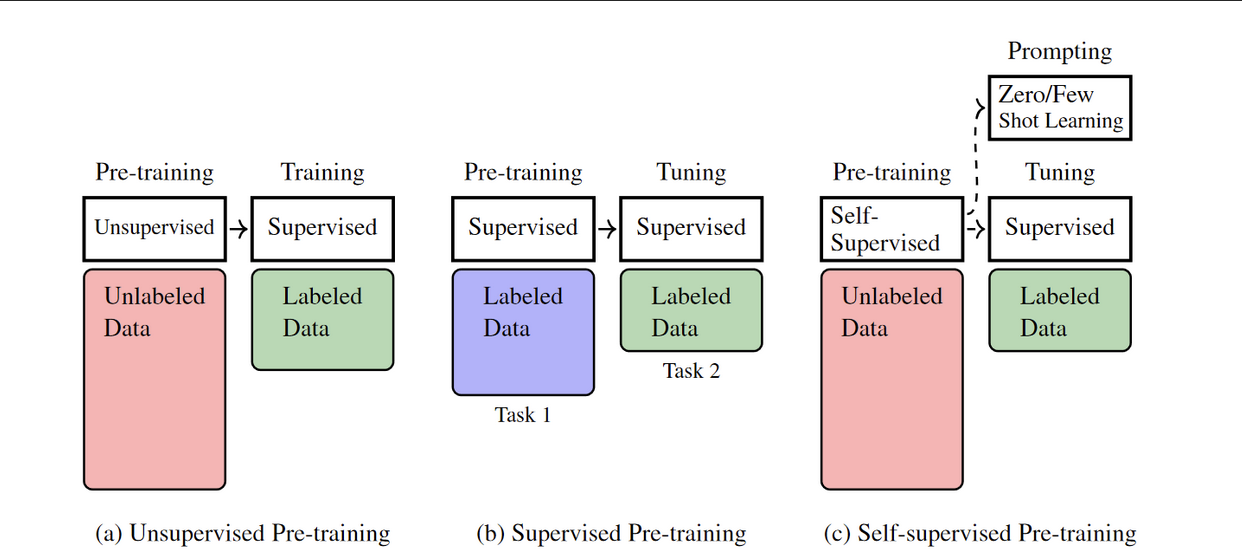 Prompting
Zero/Few
Shot Learning
Pre-training
Training
Pre-training
Tuning
Pre-training
Tuning
Unsupervised
Supervised
Supervised
Supervised
Self-
Supervised
Supervised
Unlabeled
Data
Labeled
Data
Labeled
Data
Labeled
Data
Unlabeled
Data
Labeled
Data
Task 2
Task 1
(a) Unsupervised Pre-training
(b) Supervised Pre-training
(c) Self-supervised Pre-training